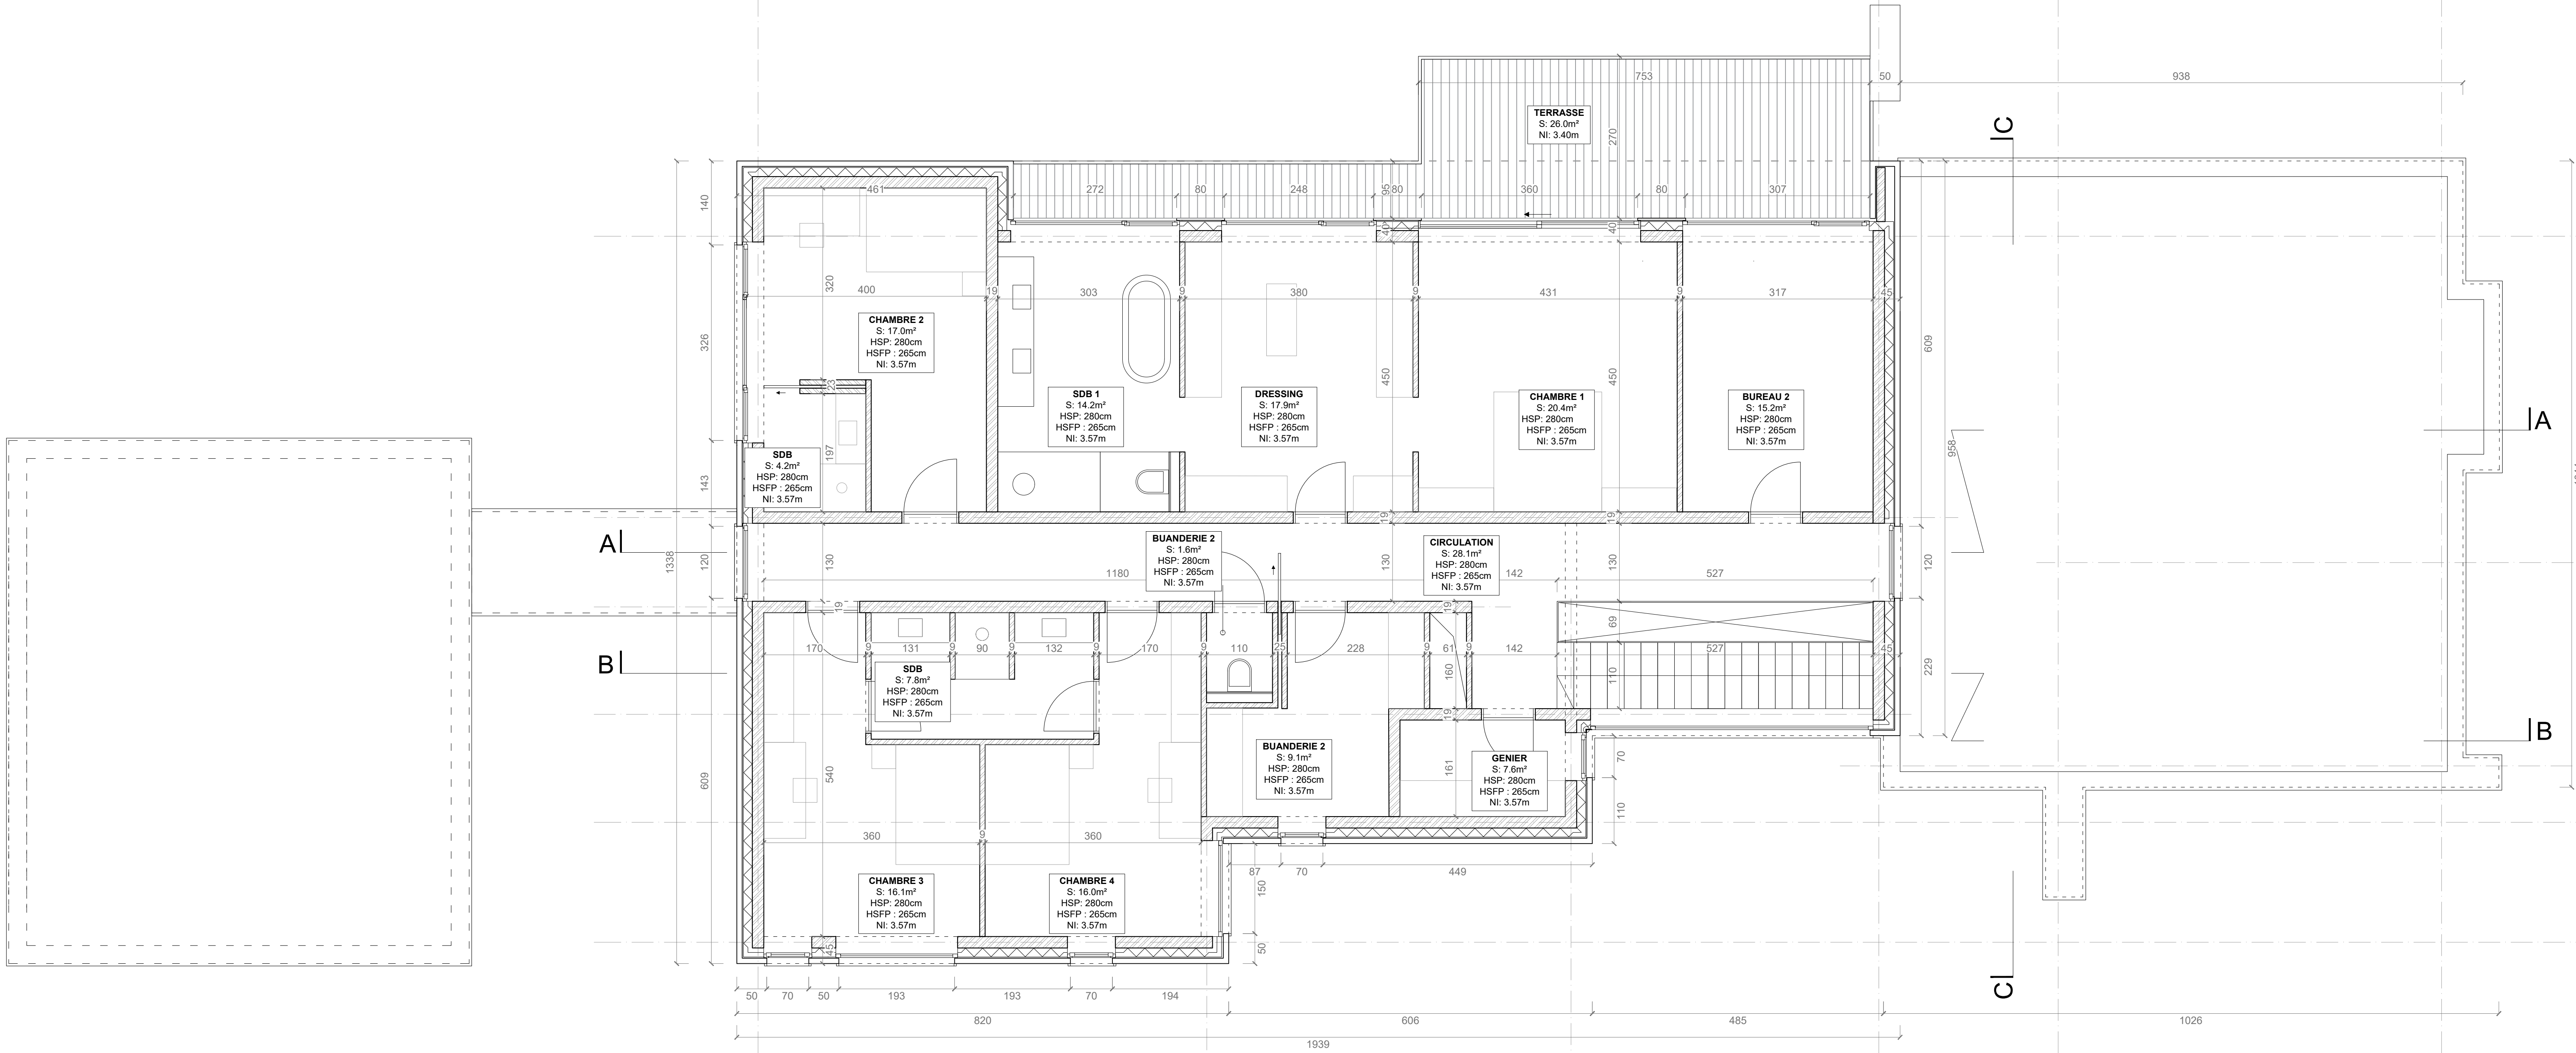 753
50
938
TERRASSE
S: 26.0m²
NI: 3.40m
270
C
140
461
272
80
248
95
80
360
80
307
40
40
320
400
19
303
9
380
9
431
9
317
45
CHAMBRE 2
S: 17.0m²
HSP: 280cm
HSFP : 265cm
NI: 3.57m
326
609
23
450
450
SDB 1
S: 14.2m²
HSP: 280cm
HSFP : 265cm
NI: 3.57m
DRESSING
S: 17.9m²
HSP: 280cm
HSFP : 265cm
NI: 3.57m
CHAMBRE 1
S: 20.4m²
HSP: 280cm
HSFP : 265cm
NI: 3.57m
BUREAU 2
S: 15.2m²
HSP: 280cm
HSFP : 265cm
NI: 3.57m
A
958
197
SDB
S: 4.2m²
HSP: 280cm
HSFP : 265cm
NI: 3.57m
143
19
19
A
1338
120
130
1180
BUANDERIE 2
S: 1.6m²
HSP: 280cm
HSFP : 265cm
NI: 3.57m
130
CIRCULATION
S: 28.1m²
HSP: 280cm
HSFP : 265cm
NI: 3.57m
142
130
527
120
19
19
69
B
170
9
131
9
90
9
132
9
170
9
110
25
228
9
61
9
142
527
45
229
160
110
SDB
S: 7.8m²
HSP: 280cm
HSFP : 265cm
NI: 3.57m
19
B
BUANDERIE 2
S: 9.1m²
HSP: 280cm
HSFP : 265cm
NI: 3.57m
161
GENIER
S: 7.6m²
HSP: 280cm
HSFP : 265cm
NI: 3.57m
70
110
540
609
360
9
360
87
70
449
150
CHAMBRE 3
S: 16.1m²
HSP: 280cm
HSFP : 265cm
NI: 3.57m
CHAMBRE 4
S: 16.0m²
HSP: 280cm
HSFP : 265cm
NI: 3.57m
45
50
C
50
70
50
193
193
70
194
820
606
485
1026
1939